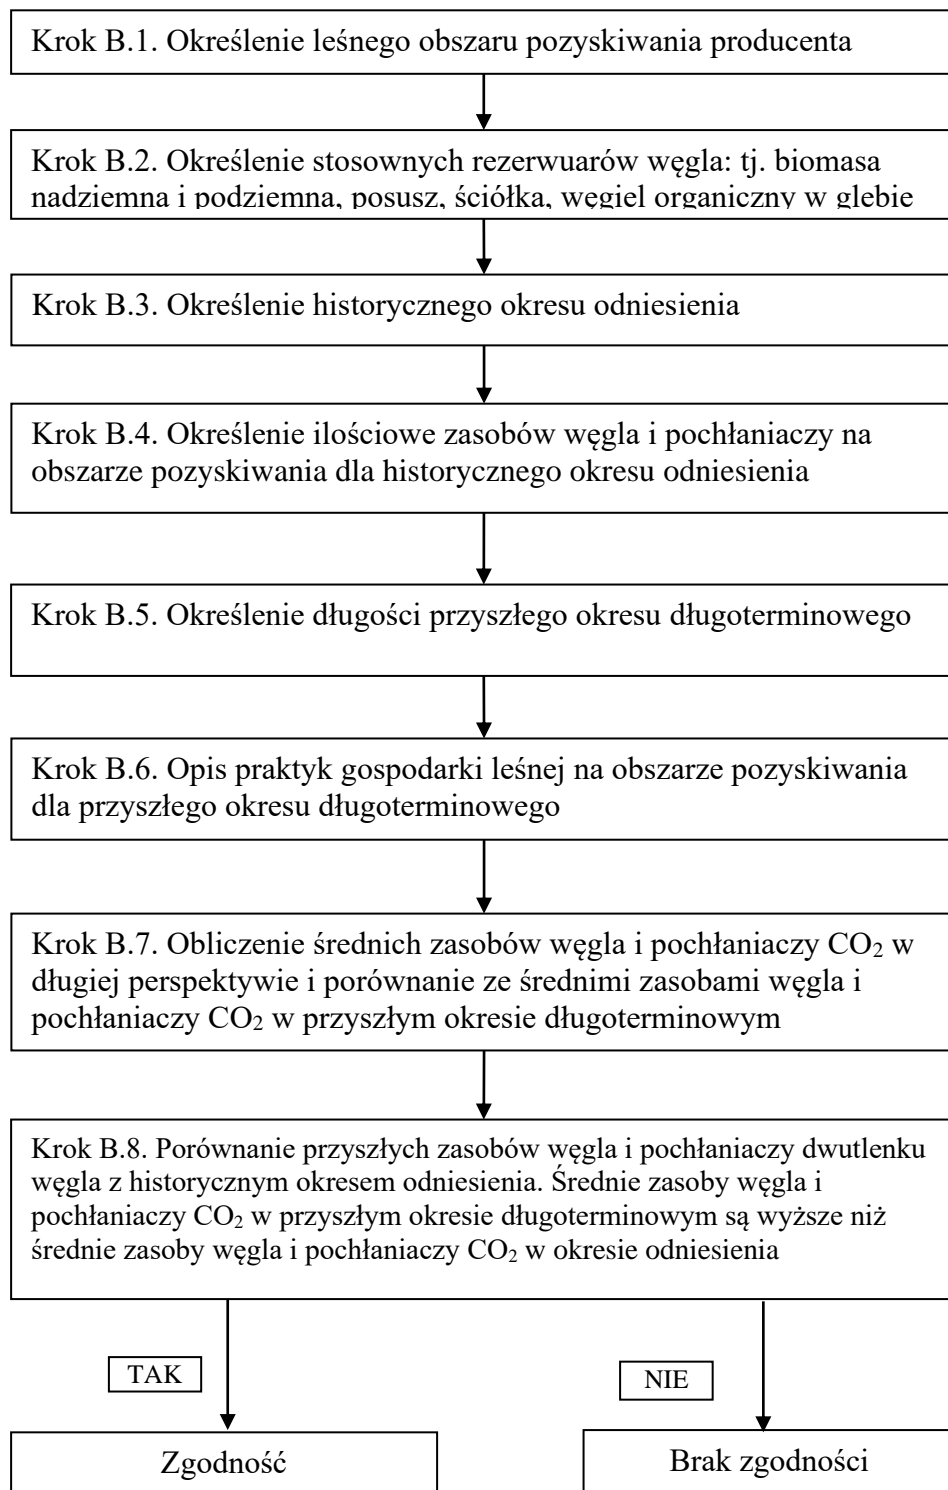 Krok B.1. Określenie leśnego obszaru pozyskiwania producenta
Krok B.2. Określenie stosownych rezerwuarów węgla: tj. biomasa
nadziemna i podziemna, posusz, ściółka, węgiel organiczny w glebie
Krok B.3. Określenie historycznego okresu odniesienia
Krok B.4. Określenie ilościowe zasobów węgla i pochłaniaczy na
obszarze pozyskiwania dla historycznego okresu odniesienia
Krok B.5. Określenie długości przyszłego okresu długoterminowego
Krok B.6. Opis praktyk gospodarki leśnej na obszarze pozyskiwania
dla przyszłego okresu długoterminowego
Krok B.7. Obliczenie średnich zasobów węgla i pochłaniaczy CO₂ w
długiej perspektywie i porównanie ze średnimi zasobami węgla i
pochłaniaczy CO₂ w przyszłym okresie długoterminowym
Krok B.8. Porównanie przyszłych zasobów węgla i pochłaniaczy dwutlenku
węgla z historycznym okresem odniesienia. Średnie zasoby węgla i
pochłaniaczy CO₂ w przyszłym okresie długoterminowym są wyższe niż
średnie zasoby węgla i pochłaniaczy CO₂ w okresie odniesienia
TAK
NIE
Zgodność
Brak zgodności